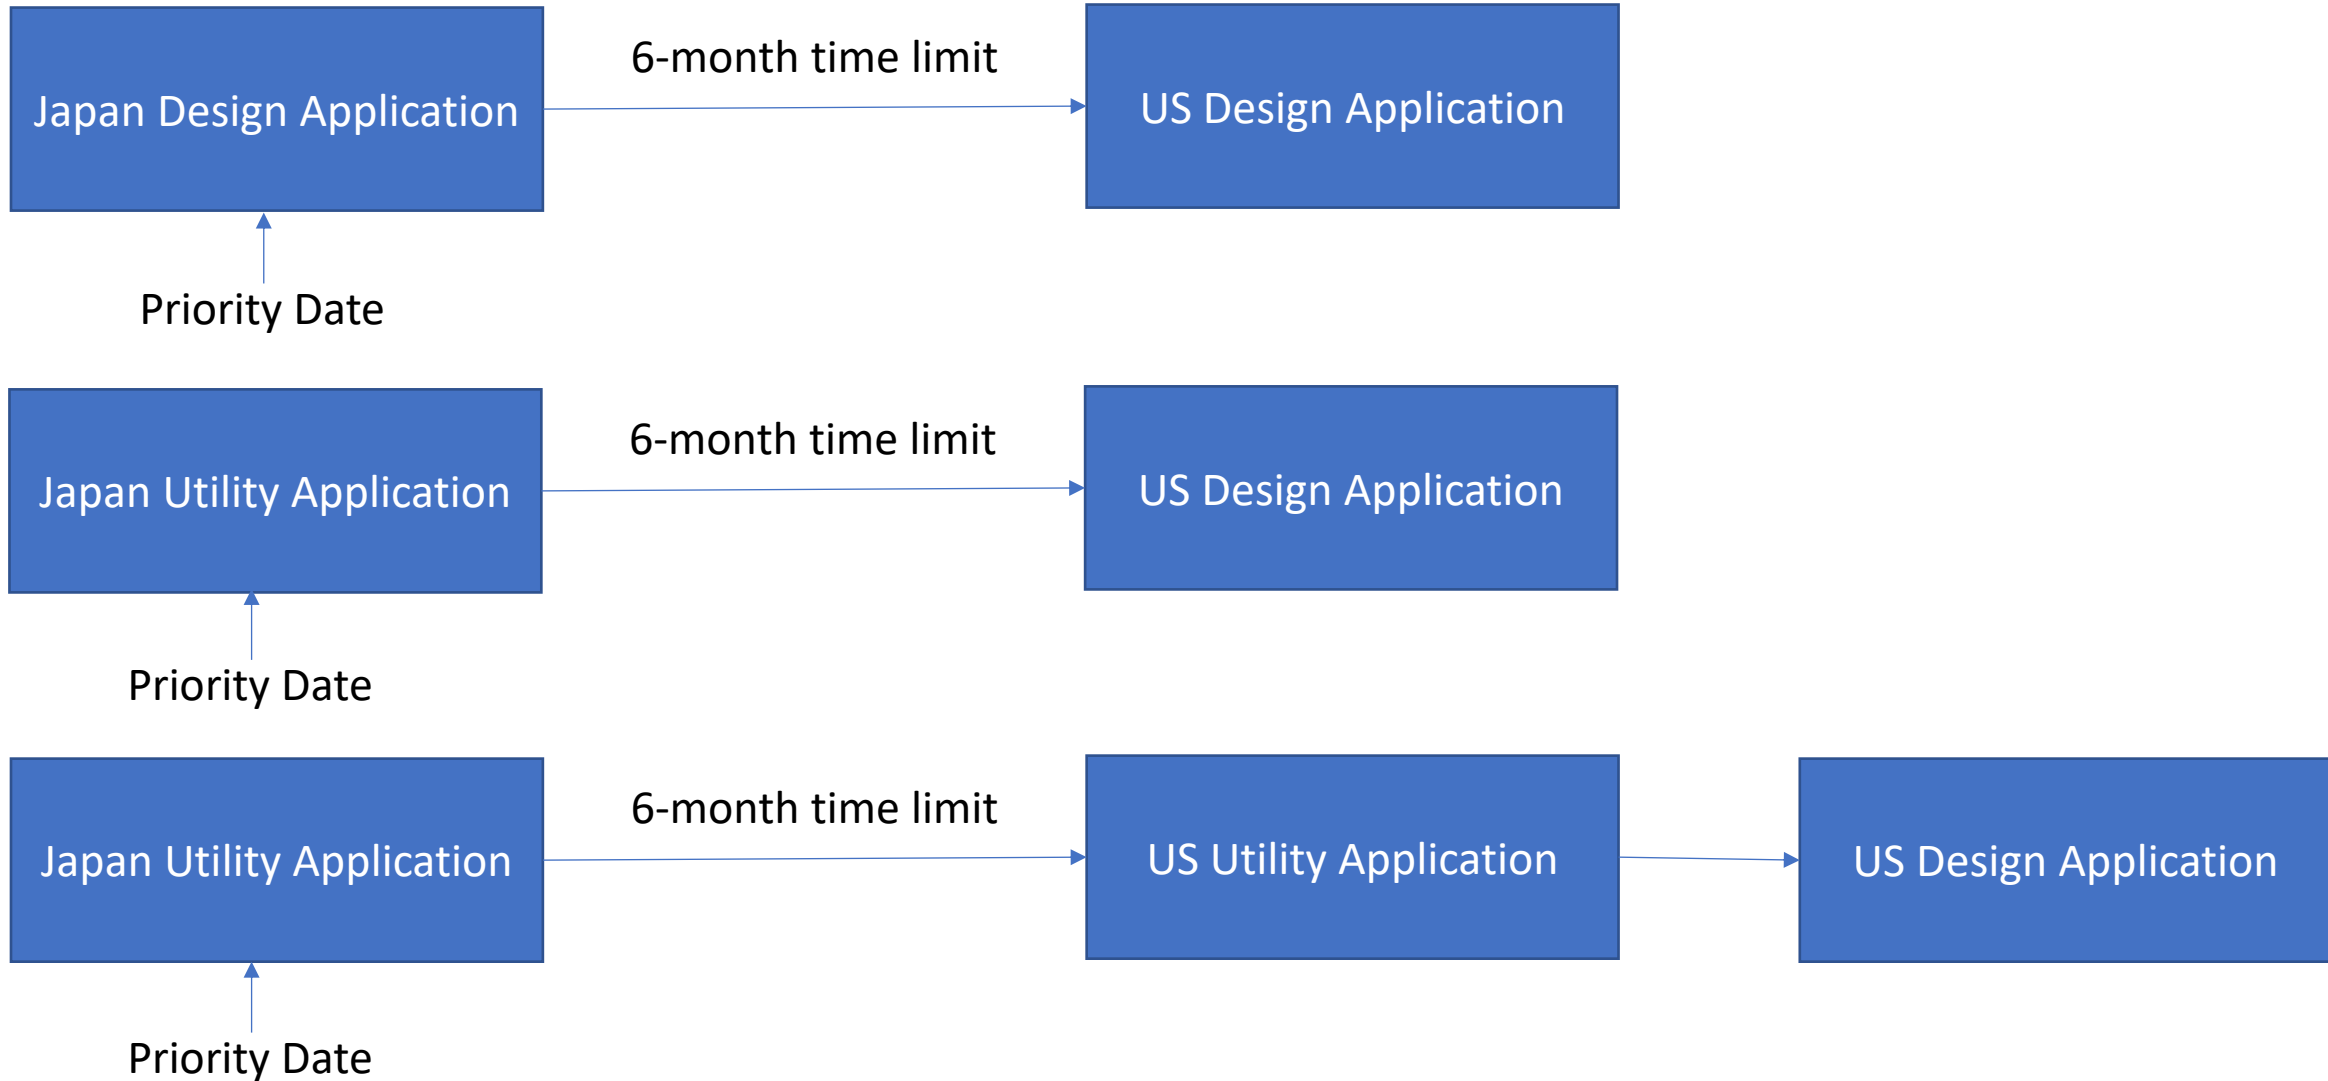 Japan Design Application
6-month time limit
US Design Application
Priority Date
Japan Utility Application
6-month time limit
US Design Application
Priority Date
Japan Utility Application
6-month time limit
US Utility Application
US Design Application
Priority Date